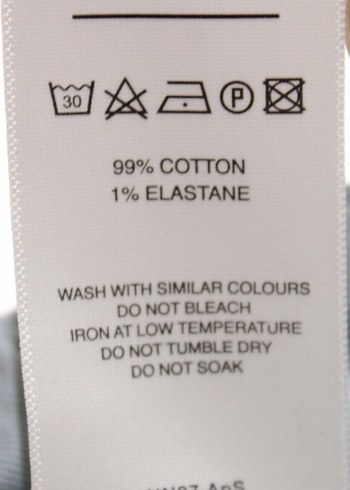 30 P
99% COTTON
1% ELASTANE
WASH WITH SIMILAR COLOURS
DO NOT BLEACH
IRON AT LOW TEMPERATURE
DO NOT TUMBLE DRY
DO NOT SOAK